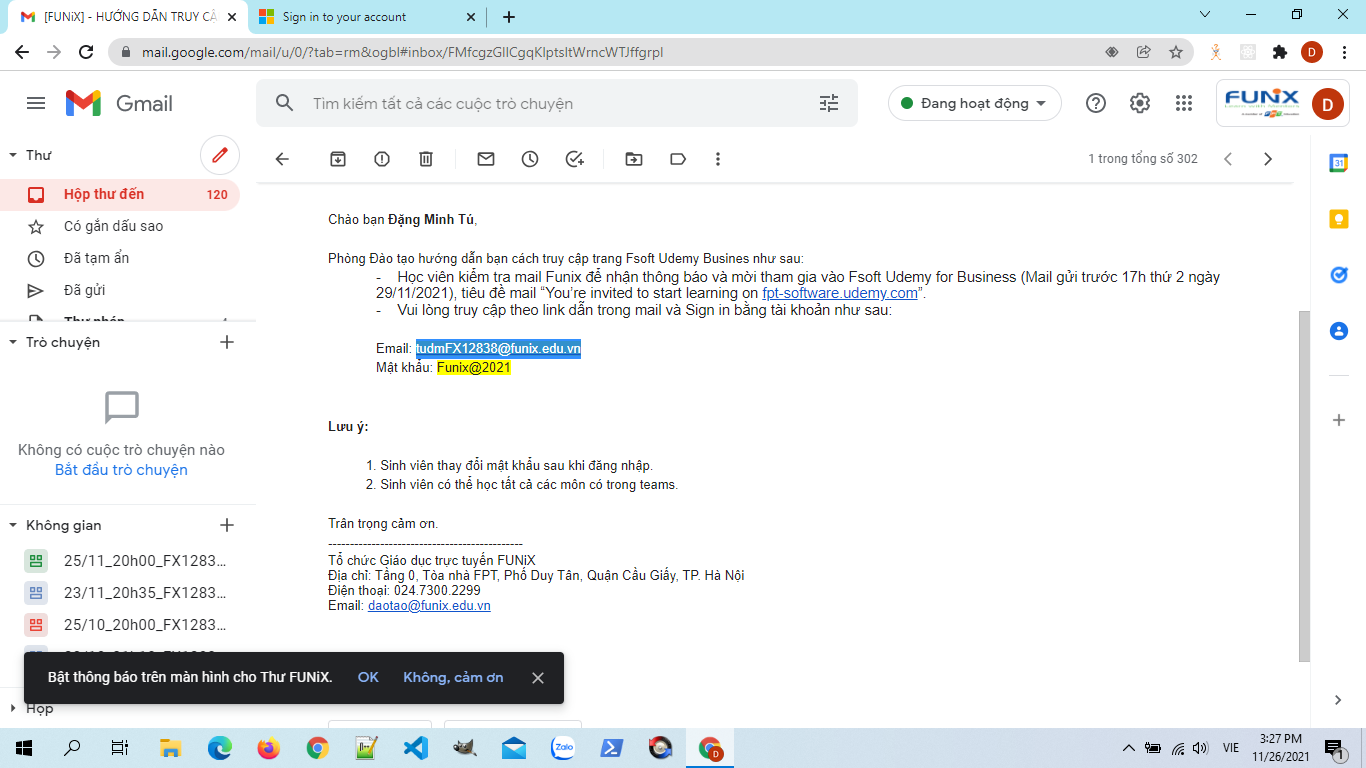 [FUNiX] - HƯỚNG DẪN TRUY CẬ
Sign in to your account
mail.google.com/mail/u/0/?tab=rm&ogbl#inbox/FMfcgzGllCgqKlptsltWrncWTJffgrpl
D
Gmail
Tìm kiếm tất cả các cuộc trò chuyện
Đang hoạt động
FUNiX
D
Thư
1 trong tổng số 302
31
Hộp thư đến 120
Có gắn dấu sao
Đã tạm ẩn
Đã gửi
Trò chuyện
Không có cuộc trò chuyện nào
Bắt đầu trò chuyện
Không gian
25/11_20h00_FX1283...
23/11_20h35_FX1283...
25/10_20h00_FX1283...
Chào bạn Đặng Minh Tú,
Phòng Đào tạo hướng dẫn bạn cách truy cập trang Fsoft Udemy Busines như sau:
- Học viên kiểm tra mail Funix để nhận thông báo và mời tham gia vào Fsoft Udemy for Business (Mail gửi trước 17h thứ 2 ngày
29/11/2021), tiêu đề mail “You’re invited to start learning on fpt-software.udemy.com”.
- Vui lòng truy cập theo link dẫn trong mail và Sign in bằng tài khoản như sau:
Email: tudmFX12838@funix.edu.vn
Mật khẩu: Funix@2021
Lưu ý:
1. Sinh viên thay đổi mật khẩu sau khi đăng nhập.
2. Sinh viên có thể học tất cả các môn có trong teams.
Trân trọng cảm ơn.
---------------------------------------------
Tổ chức Giáo dục trực tuyến FUNiX
Địa chỉ: Tầng 0, Tòa nhà FPT, Phố Duy Tân, Quận Cầu Giấy, TP. Hà Nội
Điện thoại: 024.7300.2299
Email: daotao@funix.edu.vn
Bật thông báo trên màn hình cho Thư FUNiX. OK Không, cảm ơn
Họp
Zalo
D
VIE
3:27 PM
11/26/2021
1